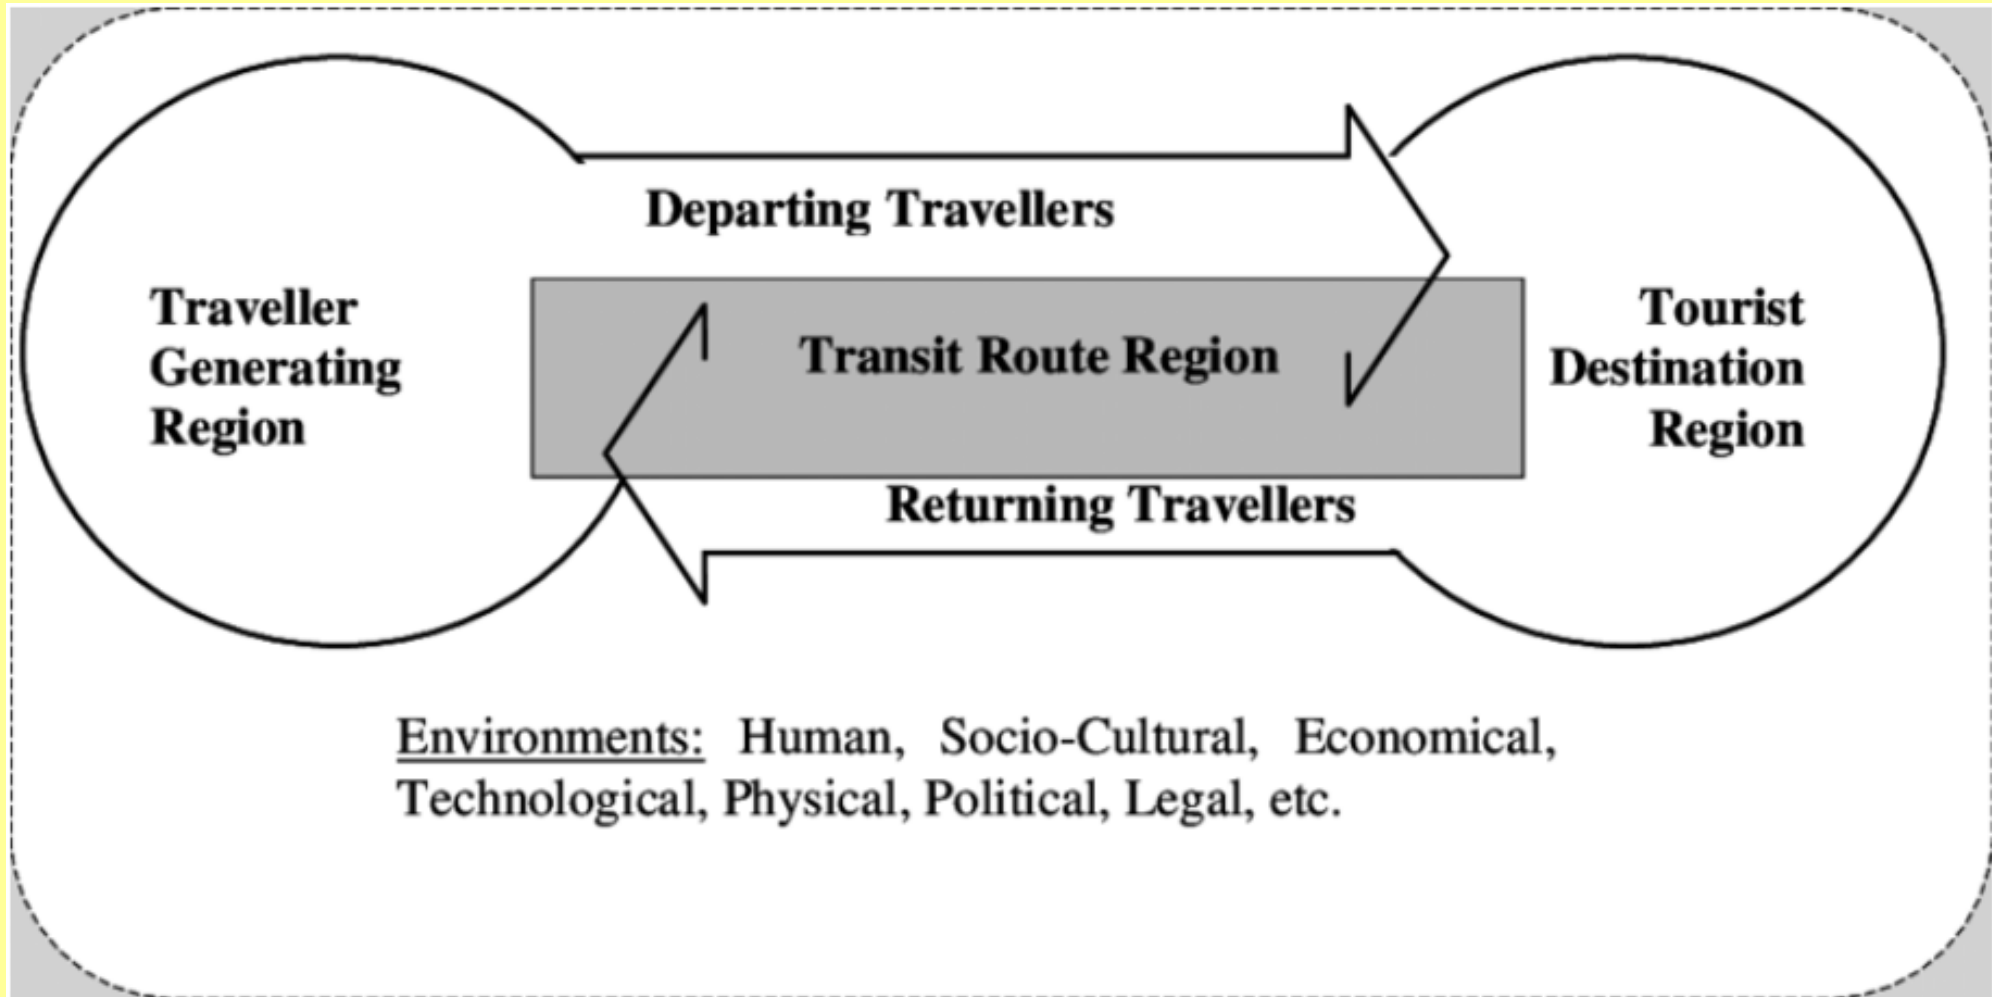 Departing Travellers
Traveller
Generating
Region
Transit Route Region
Tourist
Destination
Region
Returning Travellers
Environments: Human, Socio-Cultural, Economical,
Technological, Physical, Political, Legal, etc.